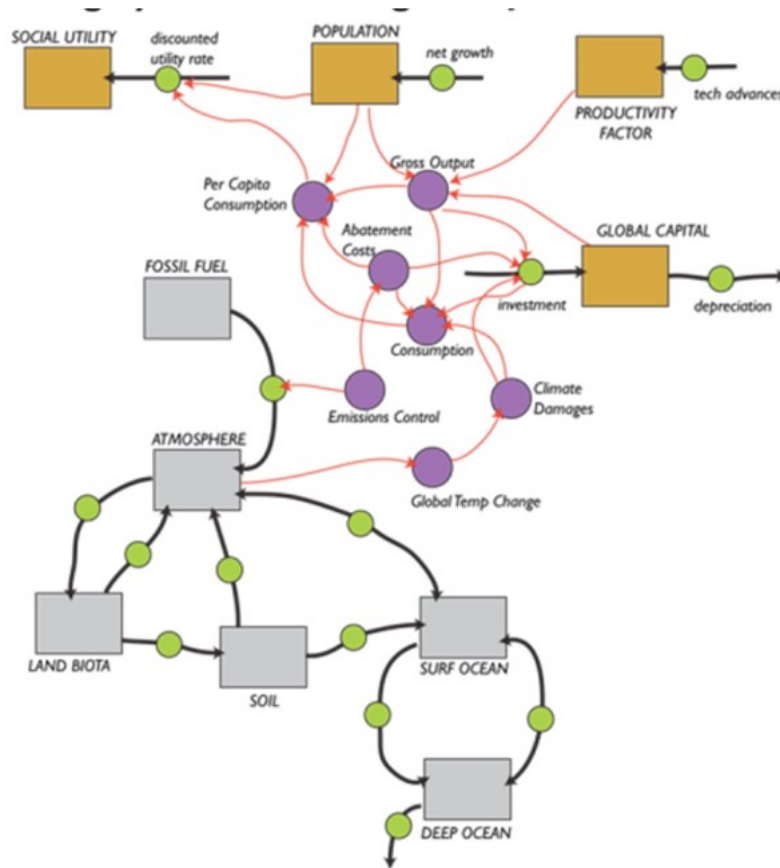 SOCIAL UTILITY
discounted
utility rate
POPULATION
net growth
tech advances
PRODUCTIVITY
FACTOR
Gross Output
Per Capita
Consumption
Abatement
Costs
GLOBAL CAPITAL
FOSSIL FUEL
investment
depreciation
Consumption
Climate
Damages
Emissions Control
ATMOSPHERE
Global Temp Change
LAND BIOTA
SURF OCEAN
SOIL
DEEP OCEAN